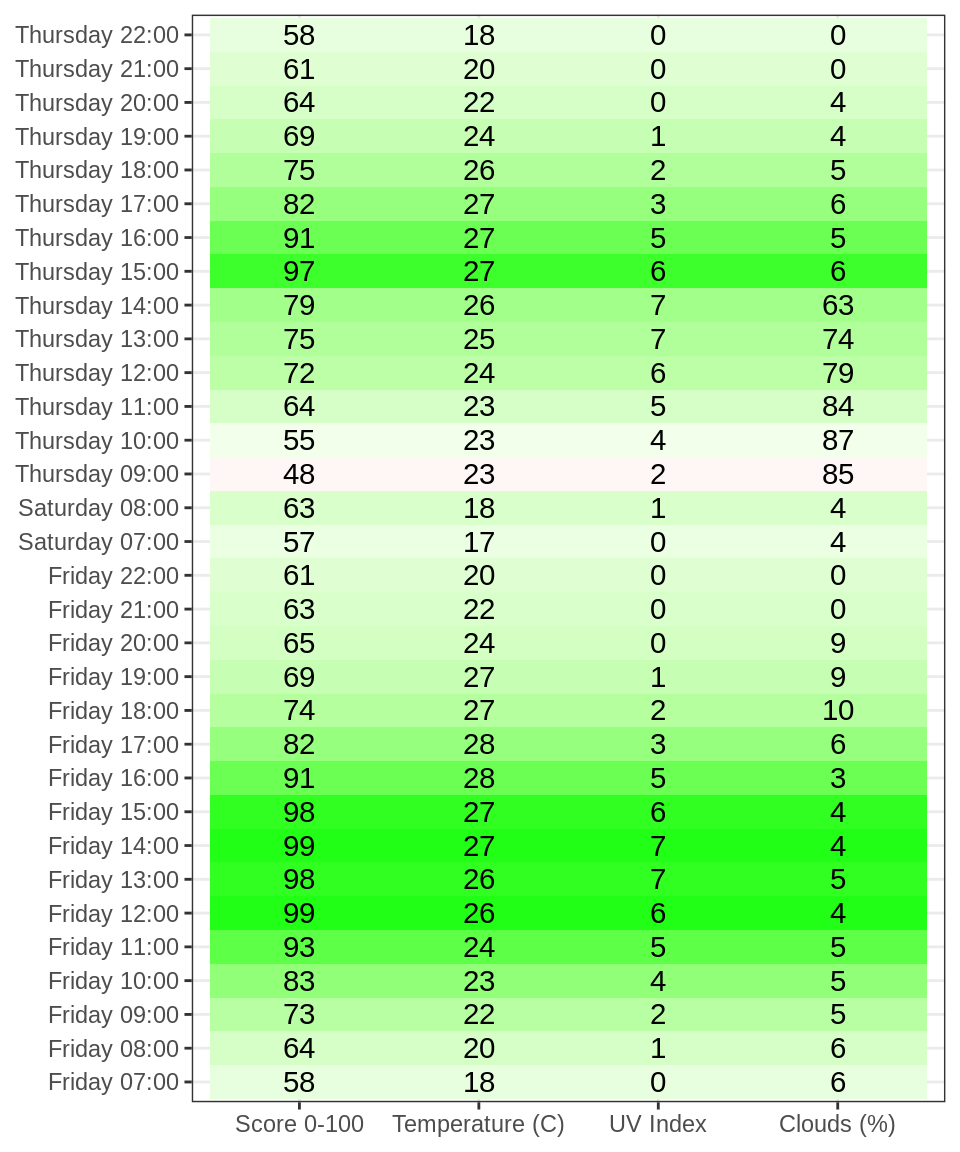 Thursday 22:00 58 18 0 0
Thursday 21:00 61 20 0 0
Thursday 20:00 64 22 0 4
Thursday 19:00 69 24 1 4
Thursday 18:00 75 26 2 5
Thursday 17:00 82 27 3 6
Thursday 16:00 91 27 5 5
Thursday 15:00 97 27 6 6
Thursday 14:00 79 26 7 63
Thursday 13:00 75 25 7 74
Thursday 12:00 72 24 6 79
Thursday 11:00 64 23 5 84
Thursday 10:00 55 23 4 87
Thursday 09:00 48 23 2 85
Saturday 08:00 63 18 1 4
Saturday 07:00 57 17 0 4
Friday 22:00 61 20 0 0
Friday 21:00 63 22 0 0
Friday 20:00 65 24 0 9
Friday 19:00 69 27 1 9
Friday 18:00 74 27 2 10
Friday 17:00 82 28 3 6
Friday 16:00 91 28 5 3
Friday 15:00 98 27 6 4
Friday 14:00 99 27 7 4
Friday 13:00 98 26 7 5
Friday 12:00 99 26 6 4
Friday 11:00 93 24 5 5
Friday 10:00 83 23 4 5
Friday 09:00 73 22 2 5
Friday 08:00 64 20 1 6
Friday 07:00 58 18 0 6
Score 0-100 Temperature (C) UV Index Clouds (%)